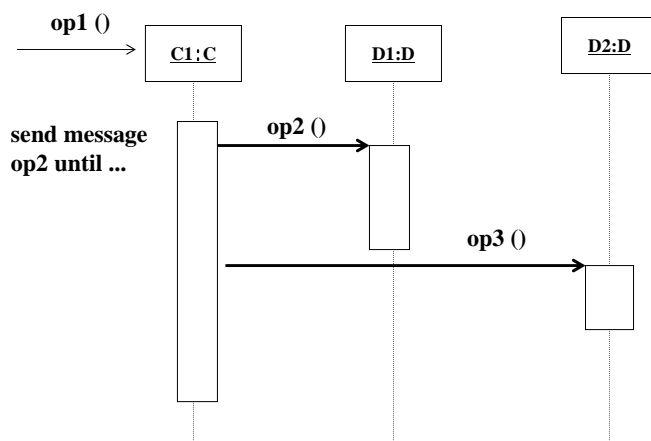 op1 ()
C1:C
D1:D
D2:D
send message
op2 until ...
op2 ()
op3 ()